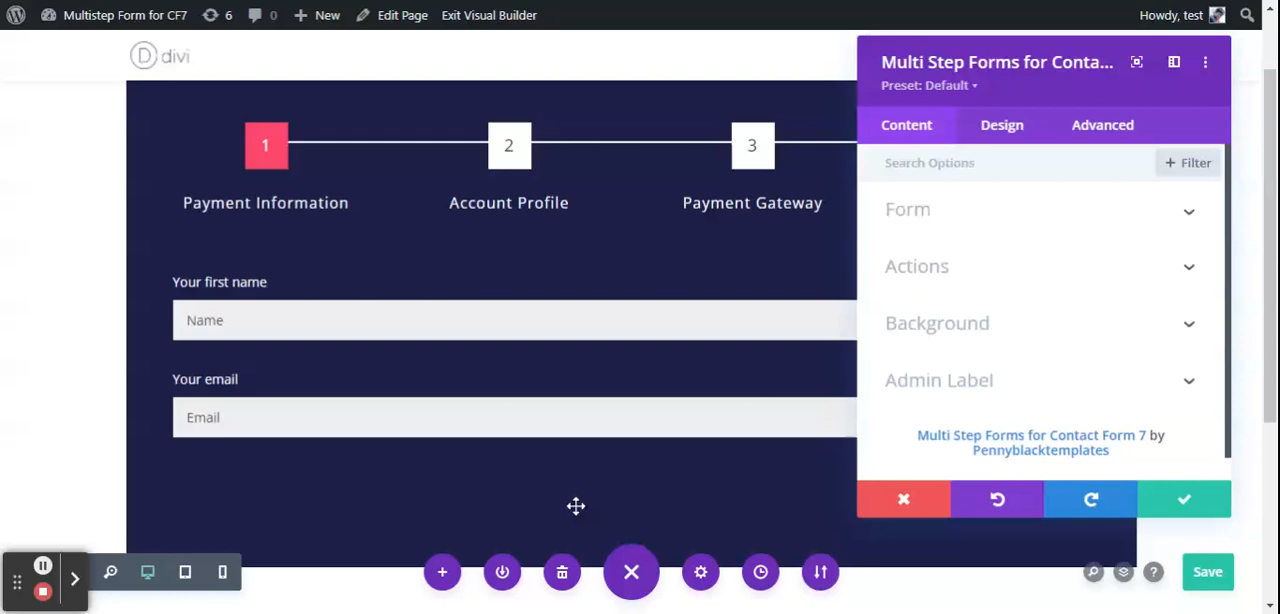 Multistep Form for CF7 6 0 New Edit Page Exit Visual Builder Howdy, test
divi
Multi Step Forms for Conta...
Preset: Default
Content Design Advanced
Search Options + Filter
Form
Actions
Background
Admin Label
Multi Step Forms for Contact Form 7 by
Pennyblacktemplates
1 2 3
Payment Information Account Profile Payment Gateway
Your first name
Name
Your email
Email
Save